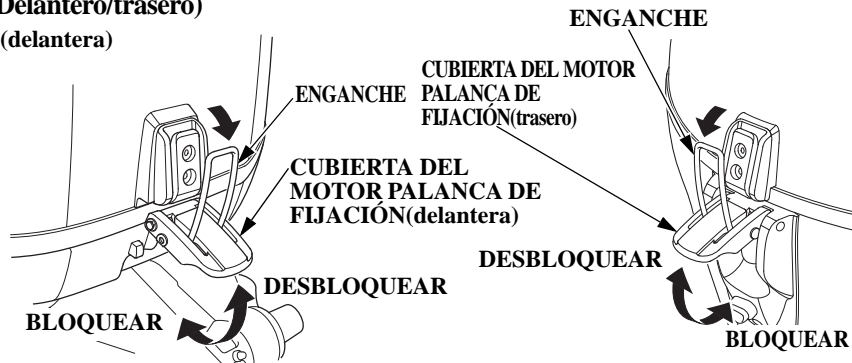 Delantero/trasero)
(delantera)
ENGANCHE
CUBIERTA DEL
MOTOR PALANCA DE
FIJACIÓN(delantera)
DESBLOQUEAR
BLOQUEAR
ENGANCHE
CUBIERTA DEL MOTOR
PALANCA DE
FIJACIÓN(trasero)
DESBLOQUEAR
BLOQUEAR